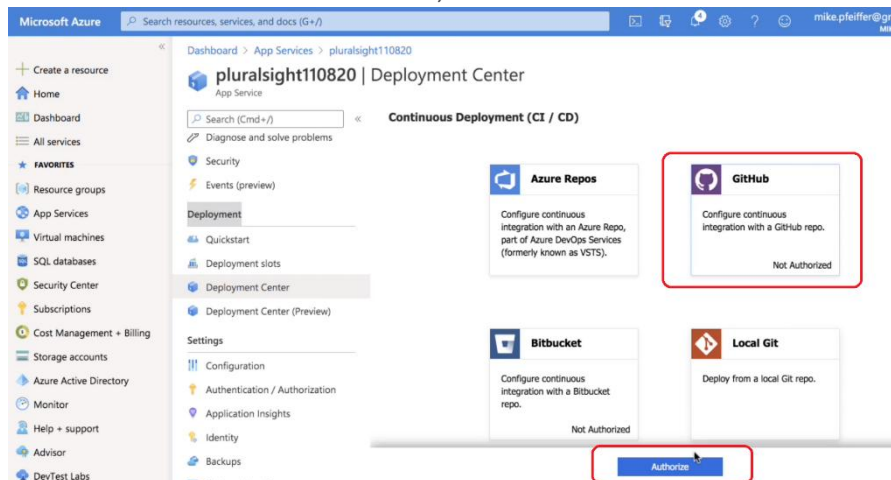 Microsoft Azure
Search resources, services, and docs (G+/)
4
mike.pfeiffer@gr
Dashboard > App Services > pluralsight110820
Create a resource
Home
Dashboard
All services
FAVORITES
Resource groups
App Services
Virtual machines
SQL databases
Security Center
Subscriptions
Cost Management + Billing
Storage accounts
Azure Active Directory
Monitor
Help + support
Advisor
DevTest Labs
pluralsight110820 | Deployment Center
App Service
Search (Cmd+/)
Diagnose and solve problems
Security
Events (preview)
Deployment
Quickstart
Deployment slots
Deployment Center
Deployment Center (Preview)
Settings
Configuration
Authentication / Authorization
Application Insights
Identity
Backups
Continuous Deployment (CI / CD)
Azure Repos
Configure continuous
integration with an Azure Repo,
part of Azure DevOps Services
(formerly known as VSTS).
GitHub
Configure continuous
integration with a GitHub repo.
Not Authorized
Bitbucket
Configure continuous
integration with a Bitbucket
repo.
Not Authorized
Local Git
Deploy from a local Git repo.
Authorize